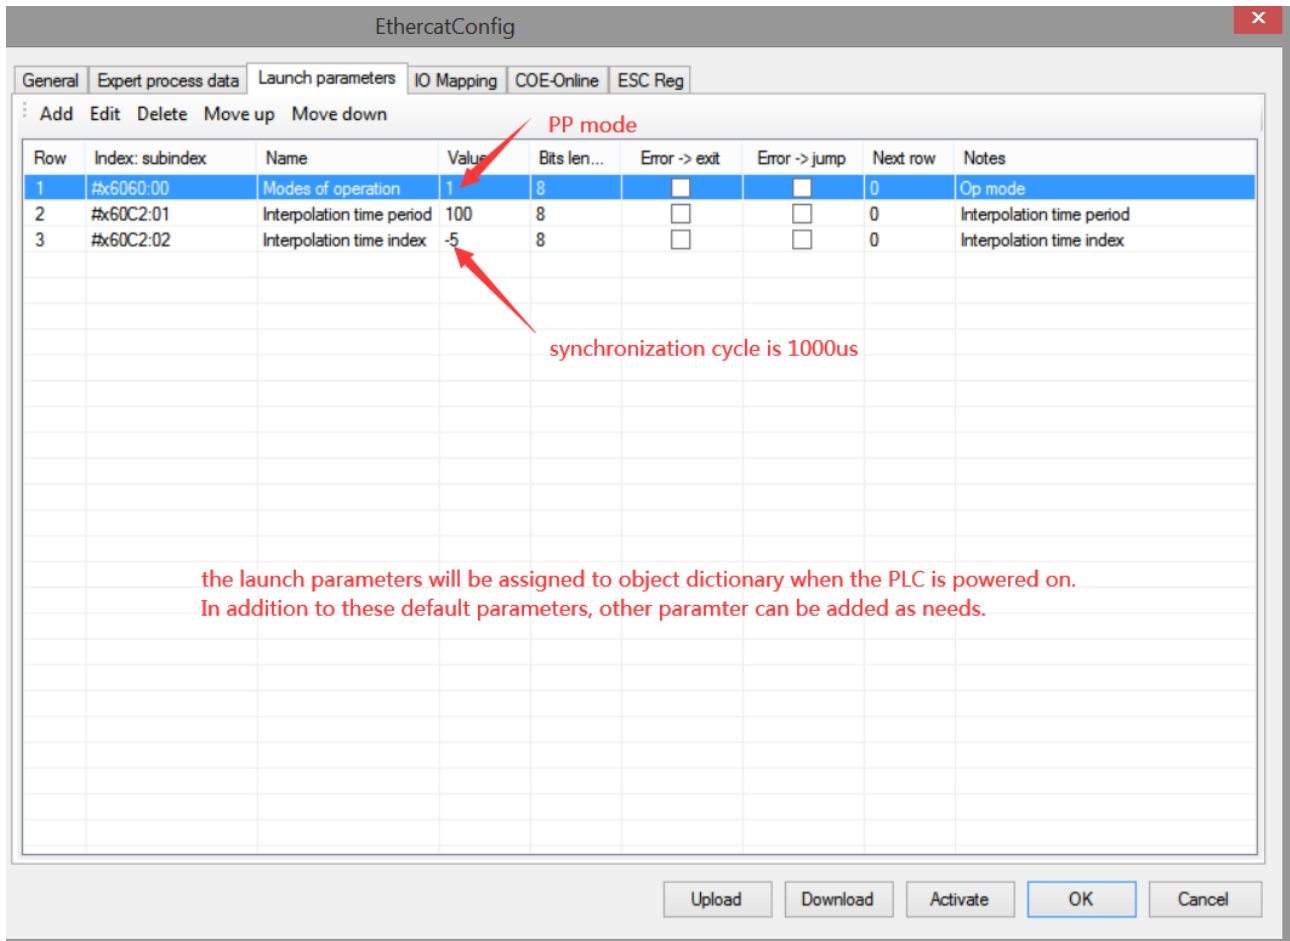 EthercatConfig
General Expert process data Launch parameters IO Mapping COE-Online ESC Reg
Add Edit Delete Move up Move down
PP mode
Row Index: subindex Name Value Bits len... Error -> exit Error -> jump Next row Notes
1 #x6060:00 Modes of operation 1 8 0 Op mode
2 #x60C2:01 Interpolation time period 100 8 0 Interpolation time period
3 #x60C2:02 Interpolation time index -5 8 0 Interpolation time index
synchronization cycle is 1000us
the launch parameters will be assigned to object dictionary when the PLC is powered on.
In addition to these default parameters, other paramter can be added as needs.
Upload Download Activate OK Cancel